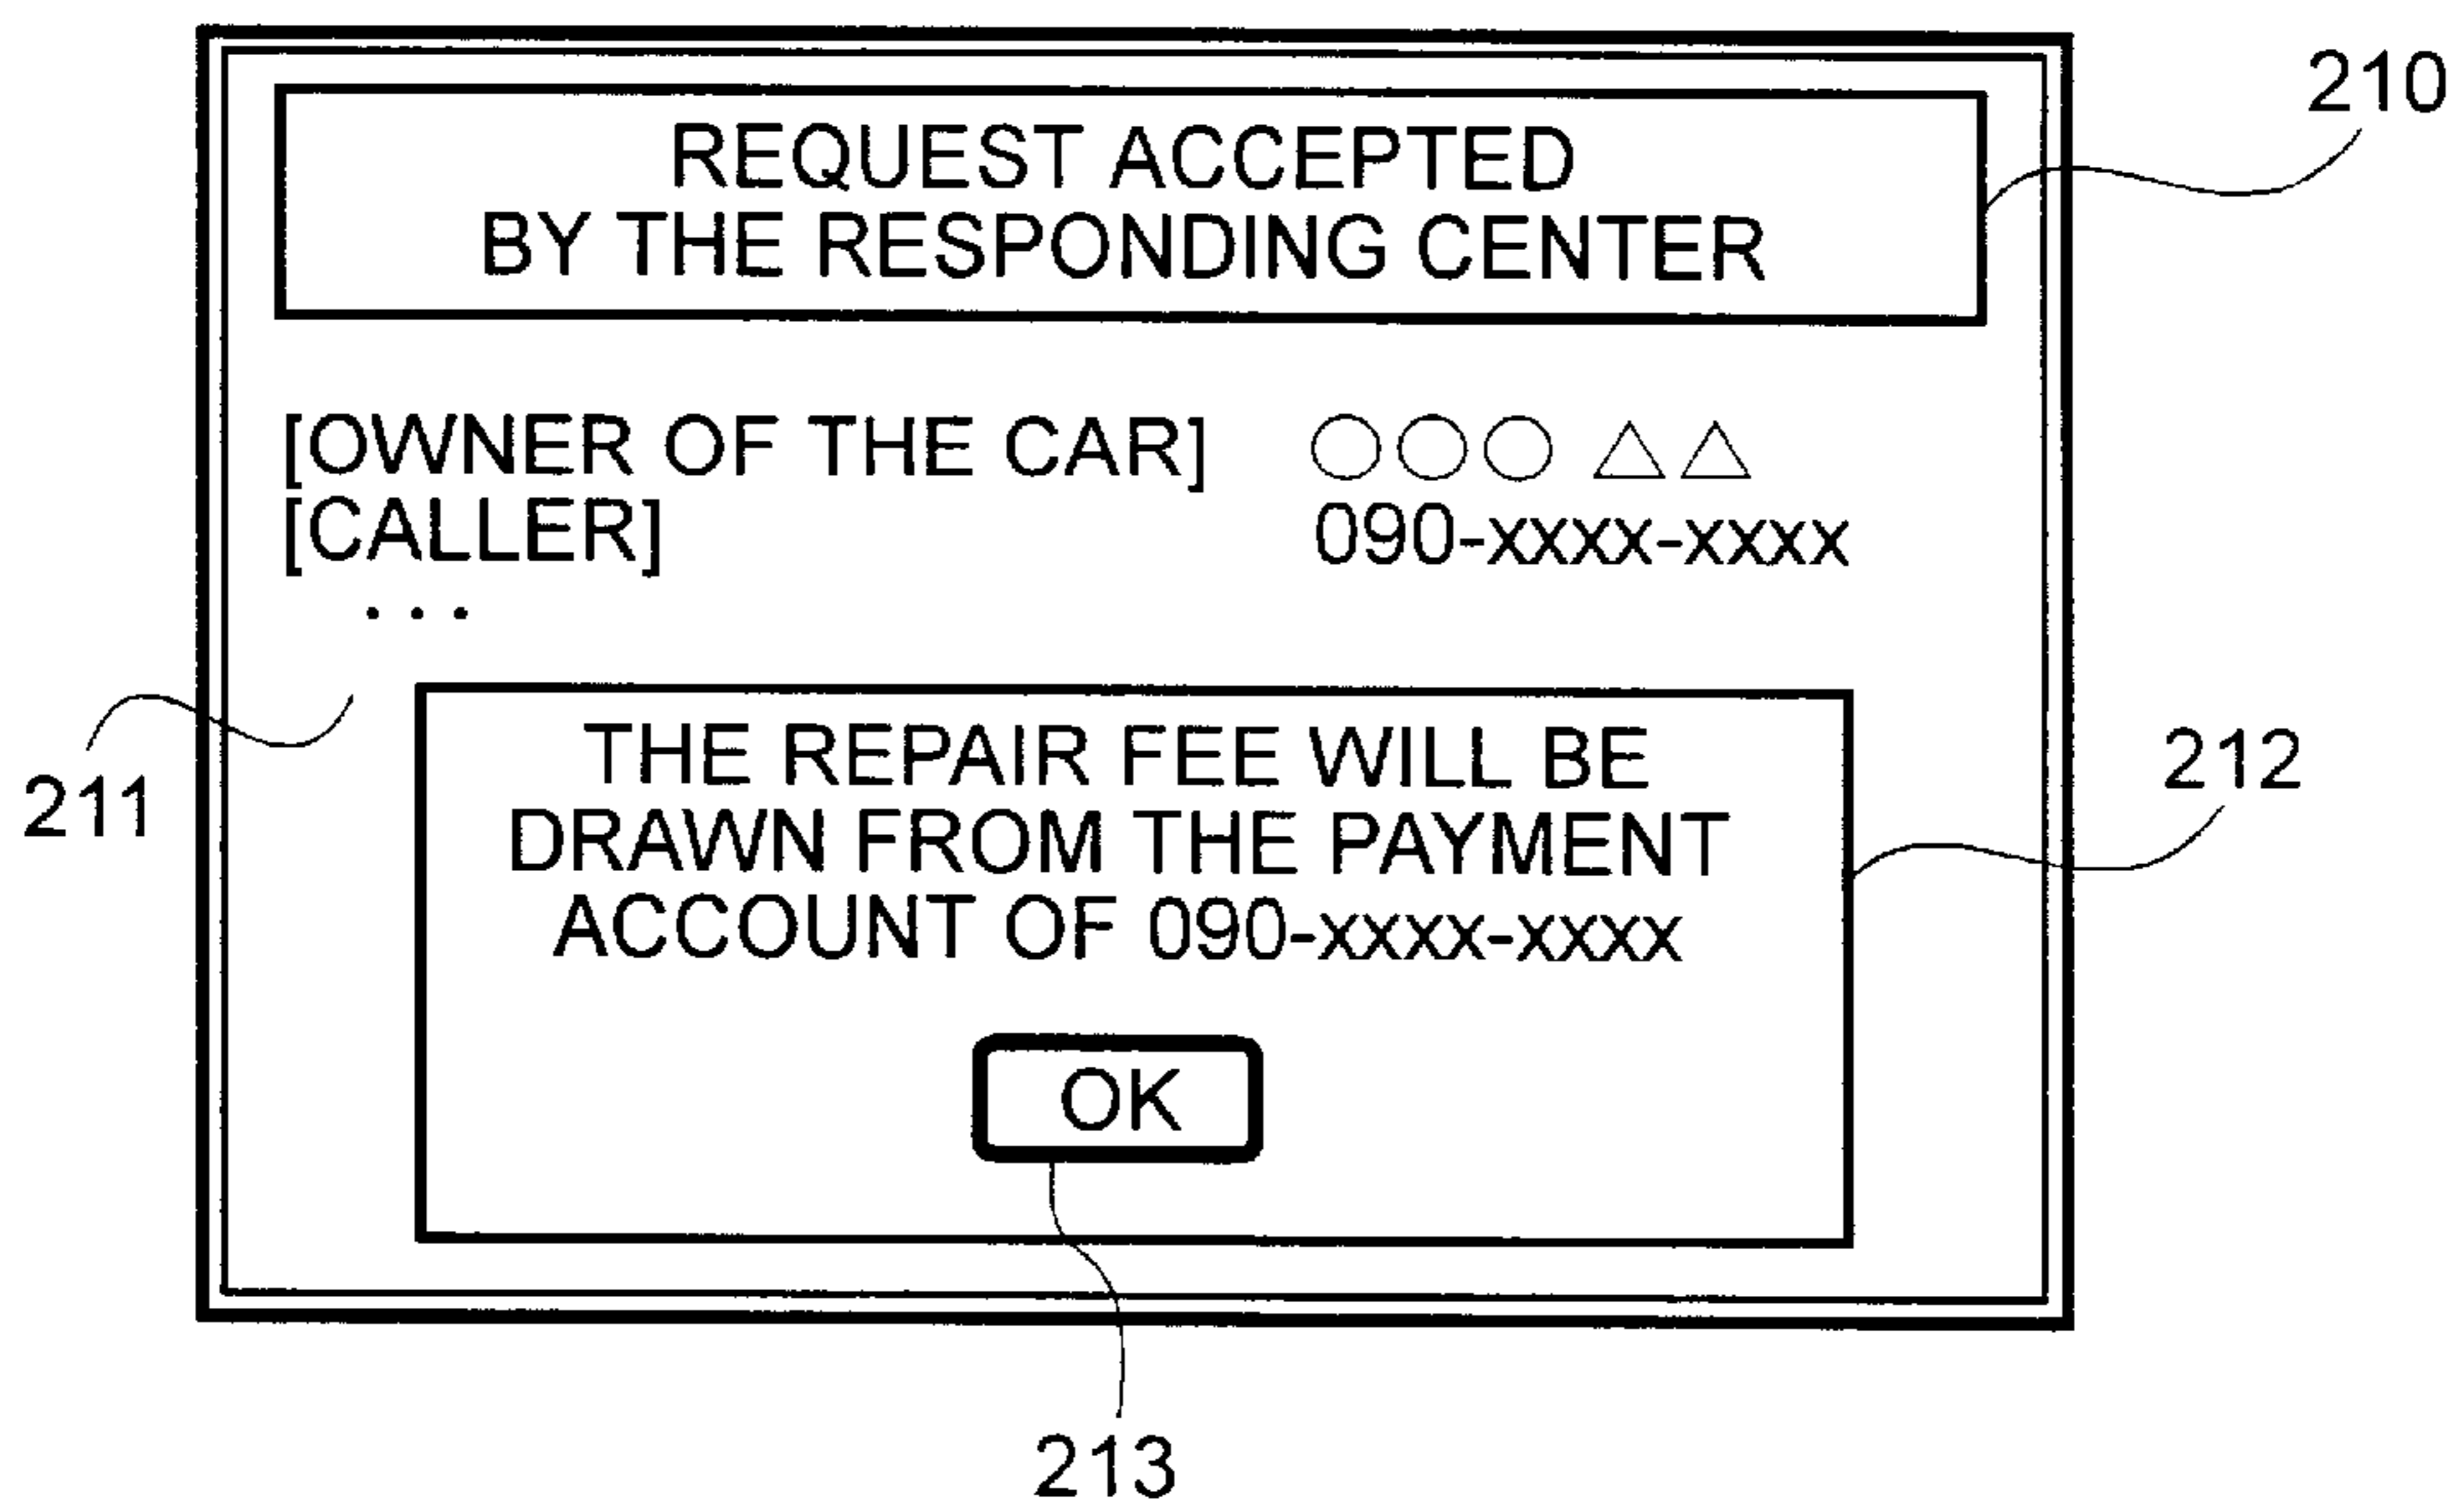 210
REQUEST ACCEPTED
BY THE RESPONDING CENTER
[OWNER OF THE CAR] ○○○ △△
[CALLER] 090-xxxx-xxxx
...
211
THE REPAIR FEE WILL BE
DRAWN FROM THE PAYMENT
ACCOUNT OF 090-xxxx-xxxx
212
OK
213